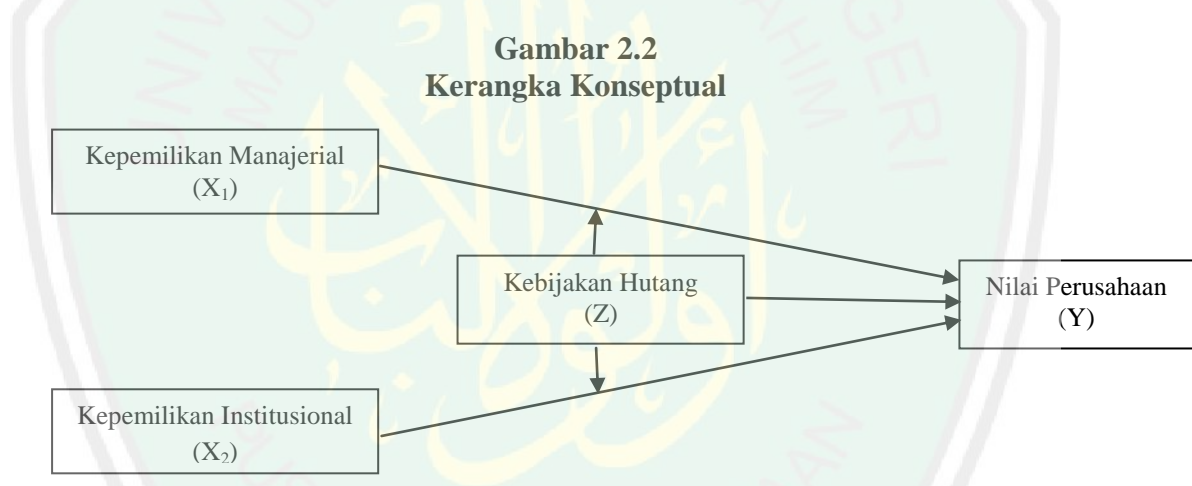 Gambar 2.2
Kerangka Konseptual
Kepemilikan Manajerial
(X₁)
Kebijakan Hutang
(Z)
Nilai Perusahaan
(Y)
Kepemilikan Institusional
(X₂)